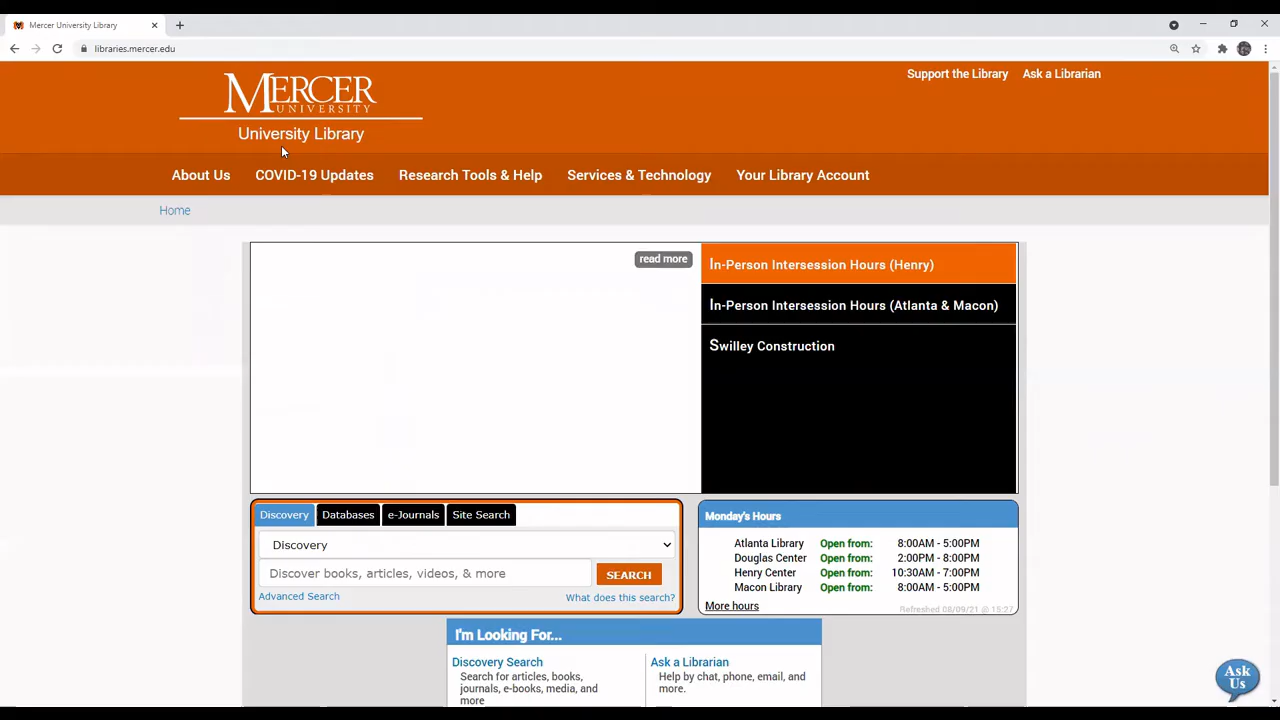 Mercer University Library
libraries.mercer.edu
MERCER
UNIVERSITY
University Library
Support the Library
Ask a Librarian
About Us
COVID-19 Updates
Research Tools & Help
Services & Technology
Your Library Account
Home
read more
In-Person Intersession Hours (Henry)
In-Person Intersession Hours (Atlanta & Macon)
Swilley Construction
Discovery
Databases
e-Journals
Site Search
Discovery
Discover books, articles, videos, & more
SEARCH
Advanced Search
What does this search?
Monday's Hours
Atlanta Library Open from: 8:00AM - 5:00PM
Douglas Center Open from: 2:00PM - 8:00PM
Henry Center Open from: 10:30AM - 7:00PM
Macon Library Open from: 8:00AM - 5:00PM
More hours
Refreshed 08/09/21 @ 15:27
I'm Looking For...
Discovery Search
Search for articles, books,
journals, e-books, media, and
more
Ask a Librarian
Help by chat, phone, email, and
more.
Ask
Us